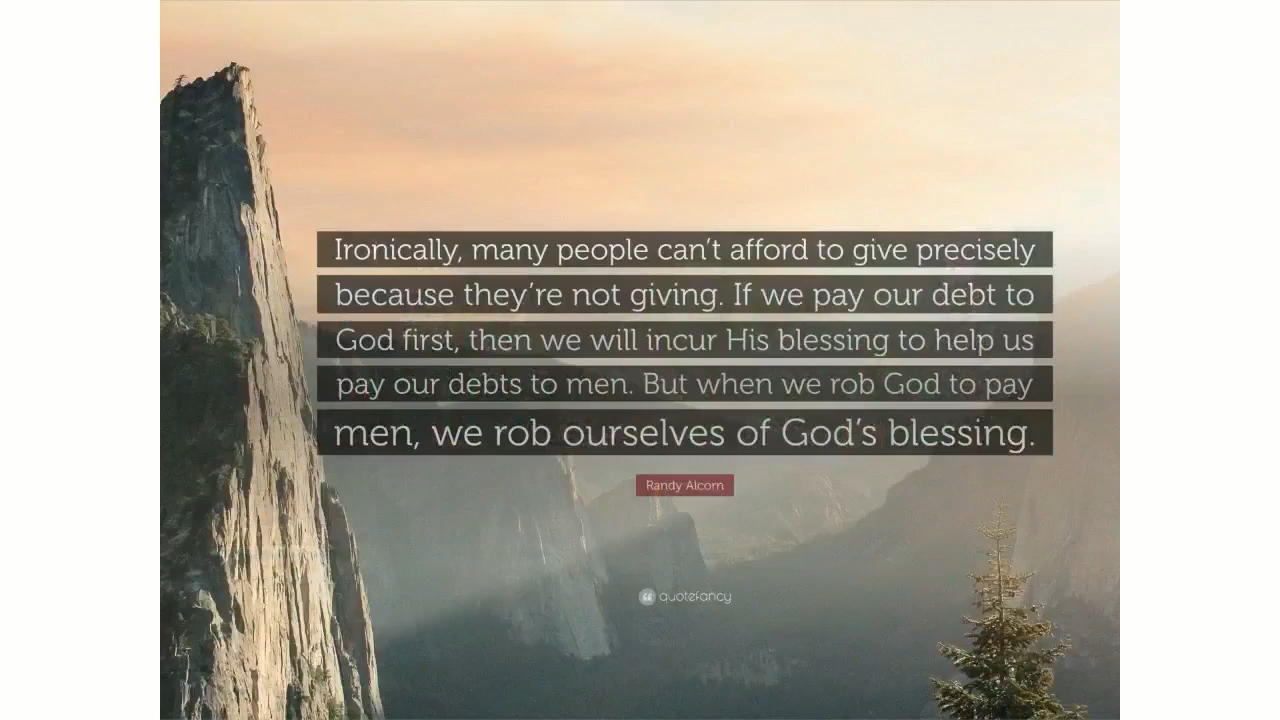 Ironically, many people can’t afford to give precisely
because they’re not giving. If we pay our debt to
God first, then we will incur His blessing to help us
pay our debts to men. But when we rob God to pay
men, we rob ourselves of God’s blessing.
Randy Alcorn
quotefancy